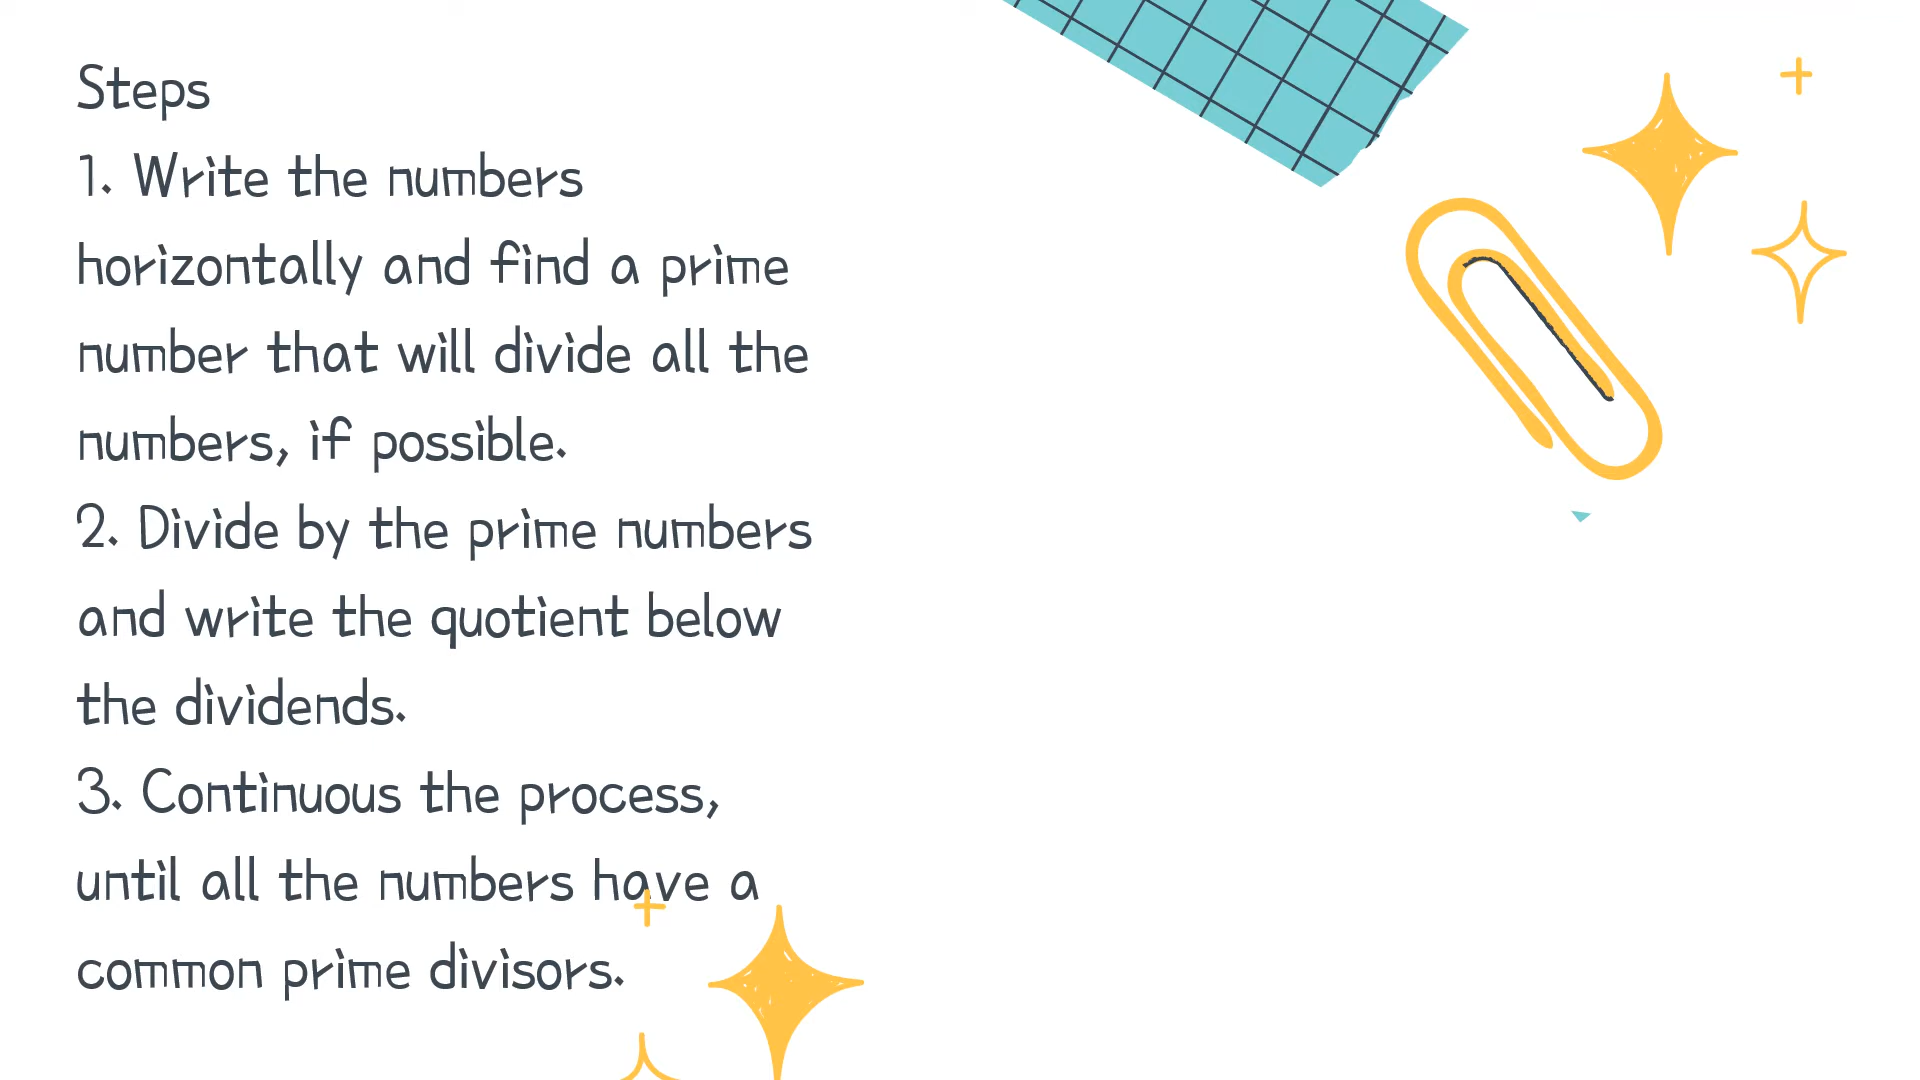 Steps
1. Write the numbers
horizontally and find a prime
number that will divide all the
numbers, if possible.
2. Divide by the prime numbers
and write the quotient below
the dividends.
3. Continuous the process,
until all the numbers have a
common prime divisors.